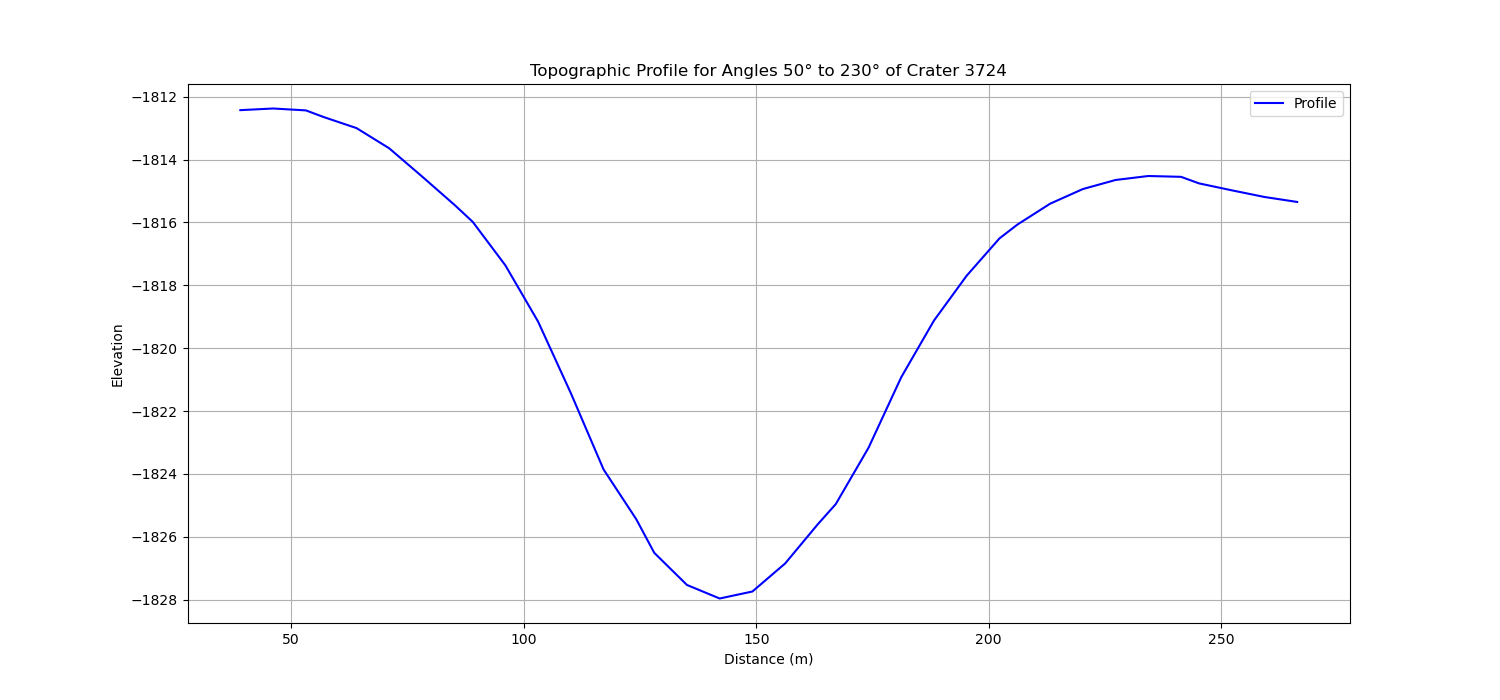 Topographic Profile for Angles 50° to 230° of Crater 3724
Profile
Elevation
−1812
−1814
−1816
−1818
−1820
−1822
−1824
−1826
−1828
50 100 150 200 250
Distance (m)